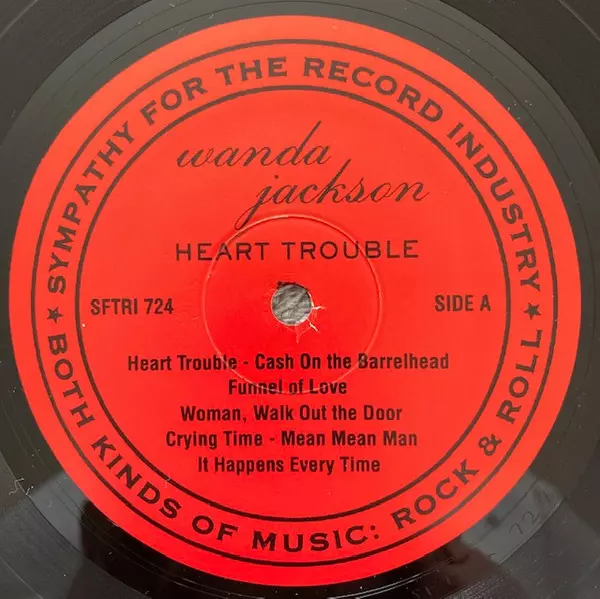 SYMPATHY FOR THE RECORD INDUSTRY
wanda
jackson
HEART TROUBLE
SFTRI 724
SIDE A
Heart Trouble - Cash On the Barrelhead
Funnel of Love
Woman, Walk Out the Door
Crying Time - Mean Mean Man
It Happens Every Time
★ BOTH KINDS OF MUSIC: ROCK & ROLL ★